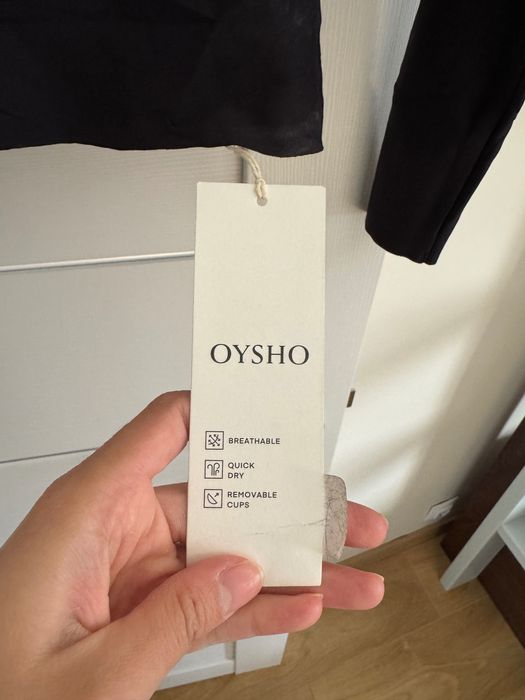 OYSHO
BREATHABLE
QUICK
DRY
REMOVABLE
CUPS